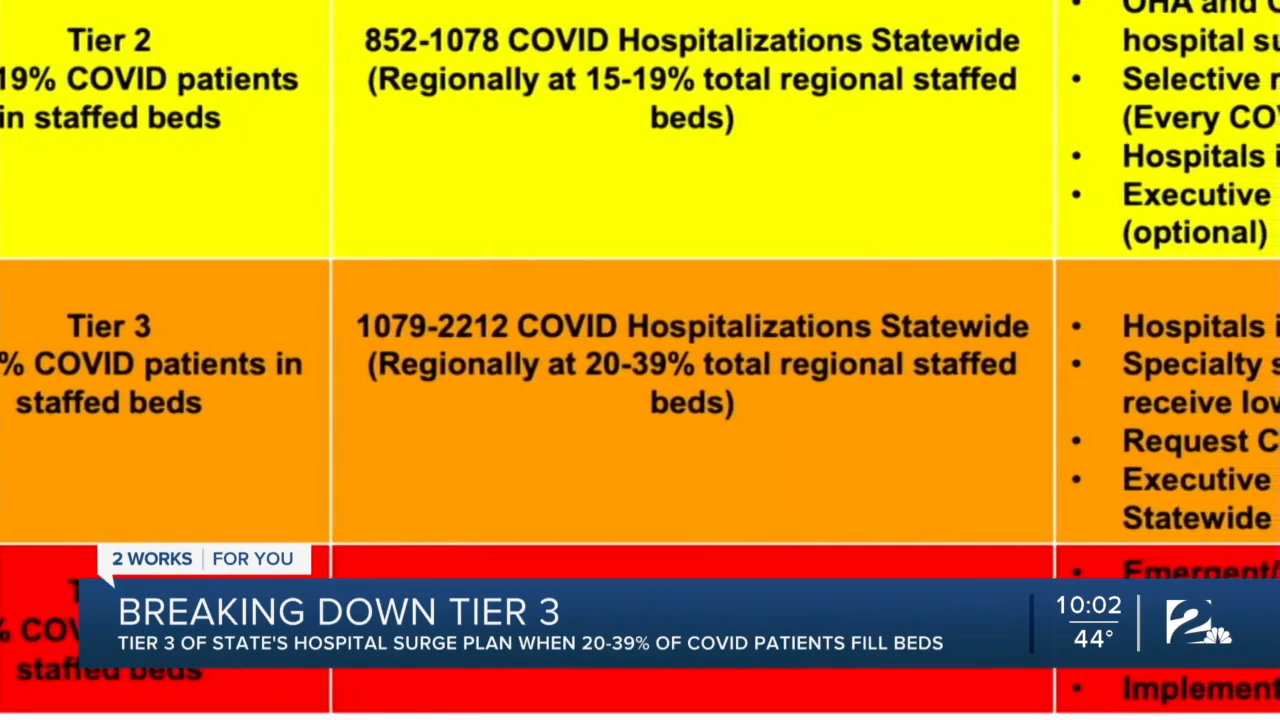 Tier 2
19% COVID patients
in staffed beds
852-1078 COVID Hospitalizations Statewide
(Regionally at 15-19% total regional staffed
beds)
OHA and
hospital
• Selective
(Every
• Hospitals
• Executive
(optional)
Tier 3
% COVID patients in
staffed beds
1079-2212 COVID Hospitalizations Statewide
(Regionally at 20-39% total regional staffed
beds)
• Hospitals
• Specialty
receive
• Request
• Executive
Statewide
staffed beds
• Emergent/
• Implement
2 WORKS | FOR YOU
BREAKING DOWN TIER 3
TIER 3 OF STATE'S HOSPITAL SURGE PLAN WHEN 20-39% OF COVID PATIENTS FILL BEDS
10:02
44°
2